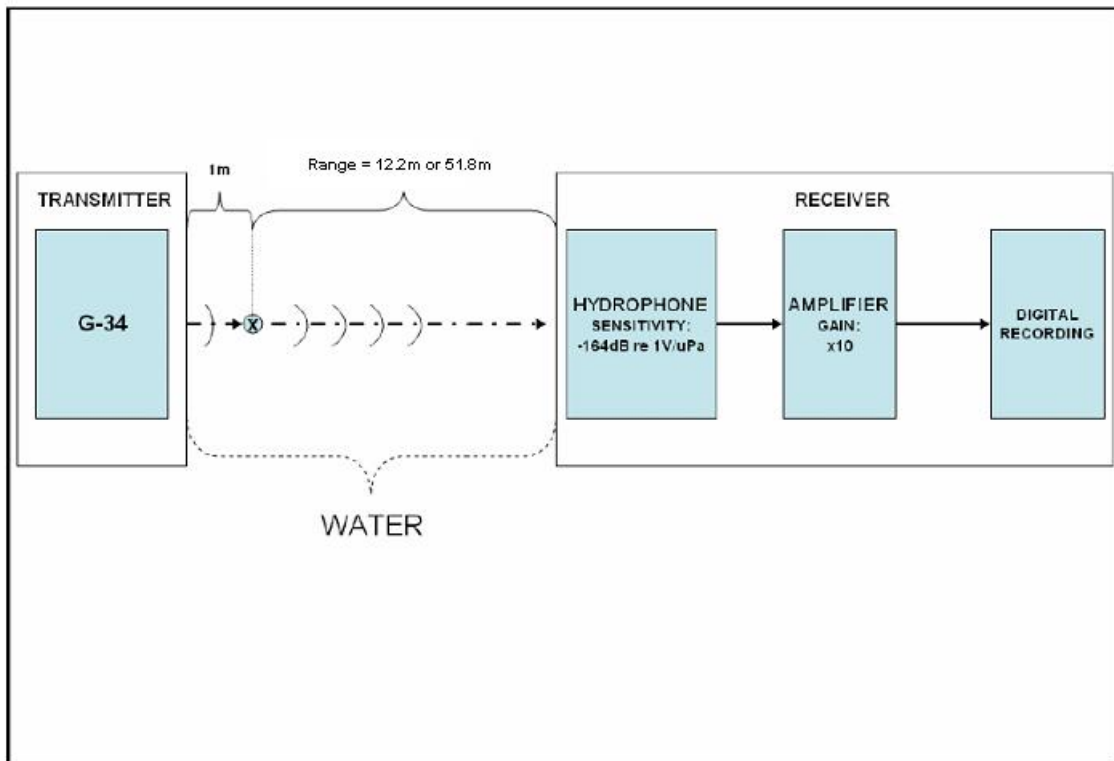 1m
Range = 12.2m or 51.8m
TRANSMITTER
RECEIVER
G-34
X
HYDROPHONE
SENSITIVITY:
-164dB re 1V/uPa
AMPLIFIER
GAIN:
x10
DIGITAL
RECORDING
WATER